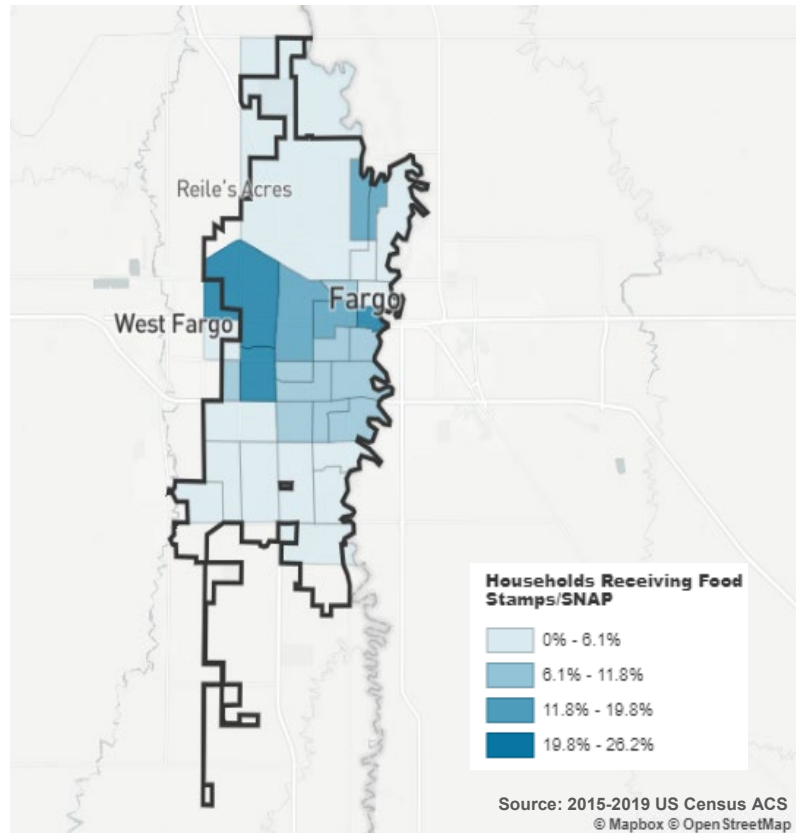 Reile's Acres
Fargo
West Fargo
Households Receiving Food
Stamps/SNAP
0% - 6.1%
6.1% - 11.8%
11.8% - 19.8%
19.8% - 26.2%
Source: 2015-2019 US Census ACS
© Mapbox © OpenStreetMap